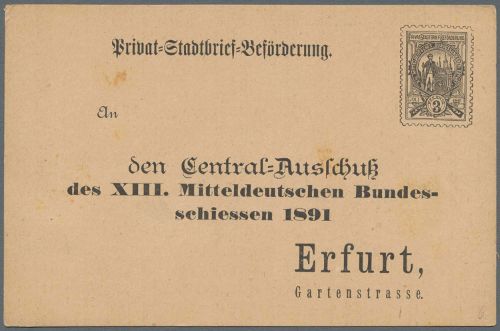 Privat-Stadtbrief-Beförderung.
3
An
den Central-Ausschuß
des XIII. Mitteldeutschen Bundes-
schiessen 1891
Erfurt,
Gartenstrasse.